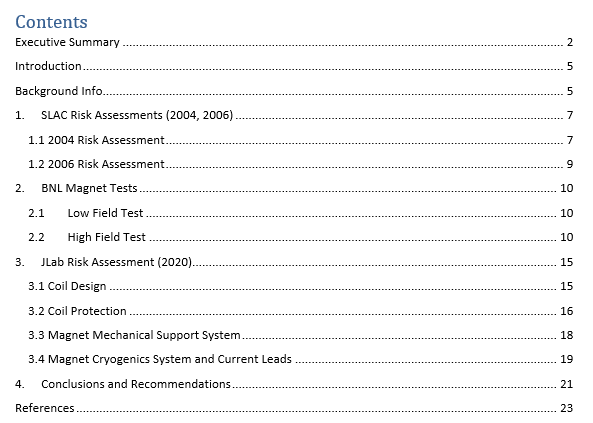 Contents
Executive Summary 2
Introduction 5
Background Info 5
1. SLAC Risk Assessments (2004, 2006) 7
1.1 2004 Risk Assessment 7
1.2 2006 Risk Assessment 9
2. BNL Magnet Tests 10
2.1 Low Field Test 10
2.2 High Field Test 10
3. JLab Risk Assessment (2020) 15
3.1 Coil Design 15
3.2 Coil Protection 16
3.3 Magnet Mechanical Support System 18
3.4 Magnet Cryogenics System and Current Leads 19
4. Conclusions and Recommendations 21
References 23